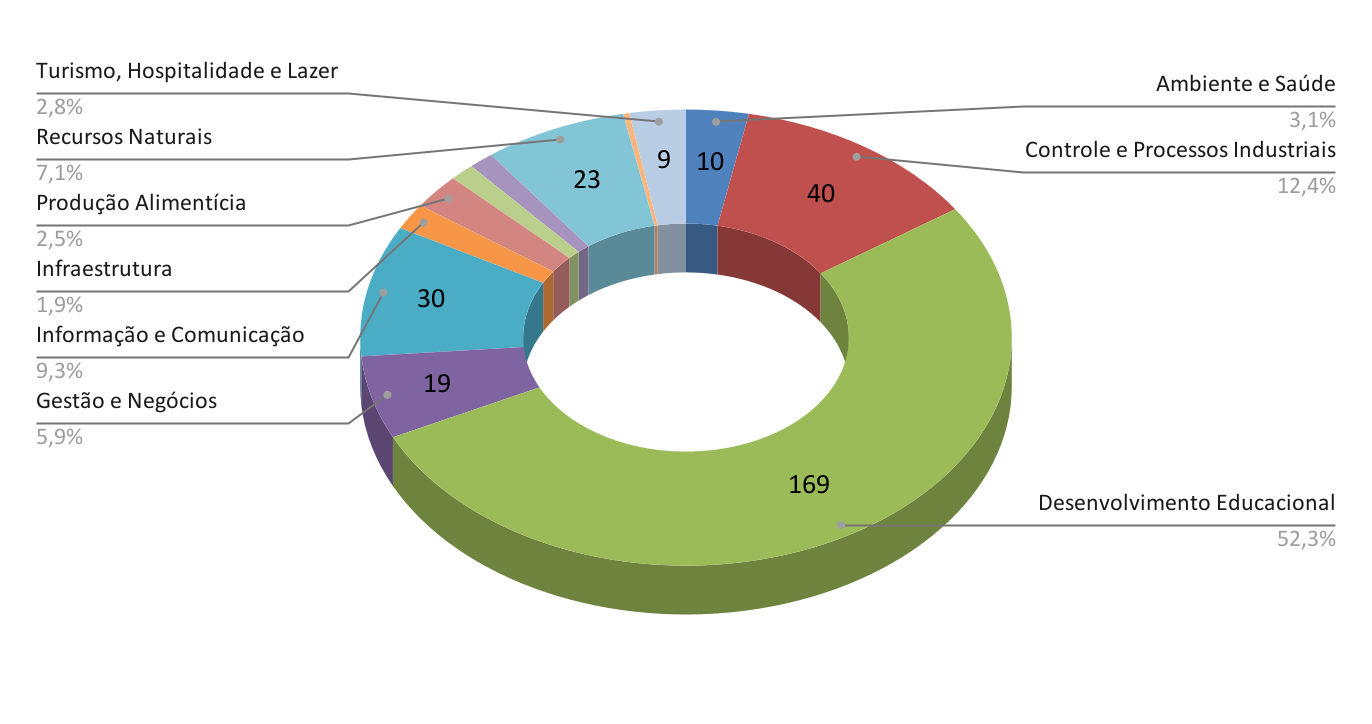 Turismo, Hospitalidade e Lazer
2,8%
Recursos Naturais
7,1%
Produção Alimentícia
2,5%
Infraestrutura
1,9%
Informação e Comunicação
9,3%
Gestão e Negócios
5,9%
Ambiente e Saúde
3,1%
Controle e Processos Industriais
12,4%
Desenvolvimento Educacional
52,3%
9
10
23
40
30
19
169